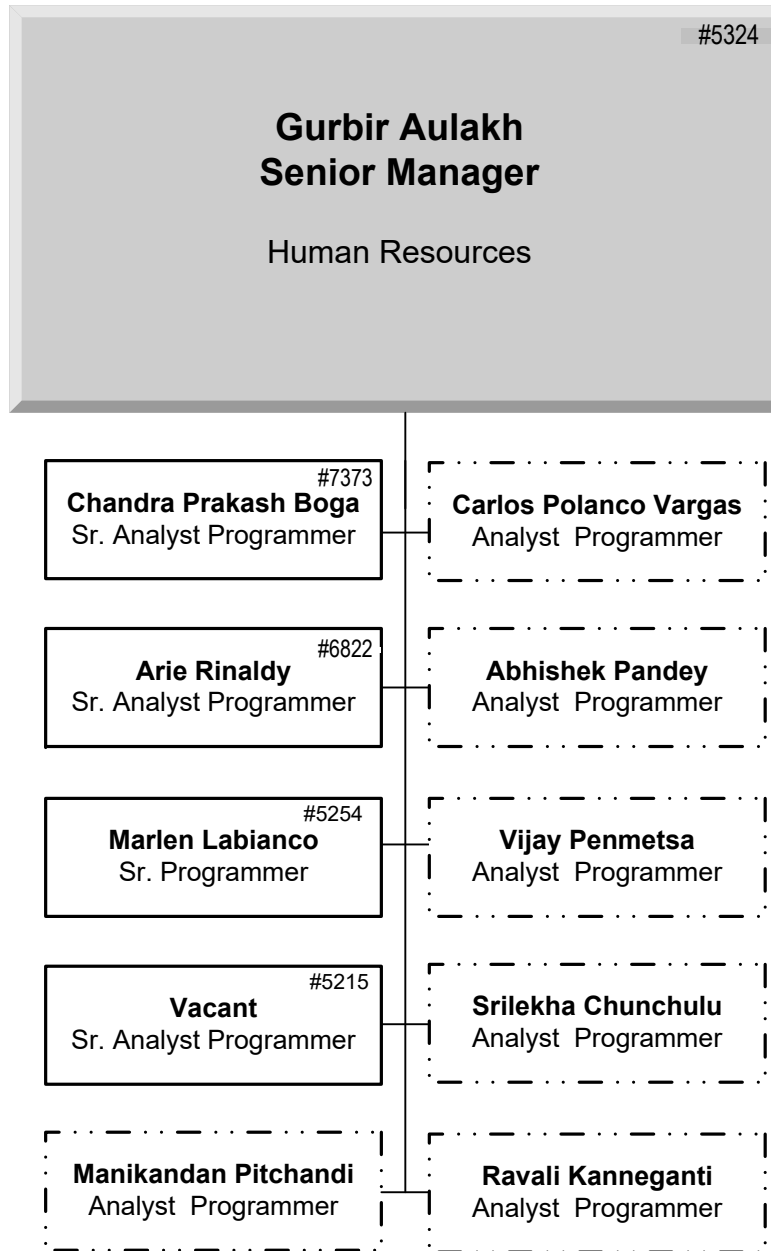 #5324
Gurbir Aulakh
Senior Manager
Human Resources
#7373
Chandra Prakash Boga
Sr. Analyst Programmer
Carlos Polanco Vargas
Analyst Programmer
#6822
Arie Rinaldy
Sr. Analyst Programmer
Abhishek Pandey
Analyst Programmer
#5254
Marlen Labianco
Sr. Programmer
Vijay Penmetsa
Analyst Programmer
#5215
Vacant
Sr. Analyst Programmer
Srilekha Chunchulu
Analyst Programmer
Manikandan Pitchandi
Analyst Programmer
Ravali Kanneganti
Analyst Programmer